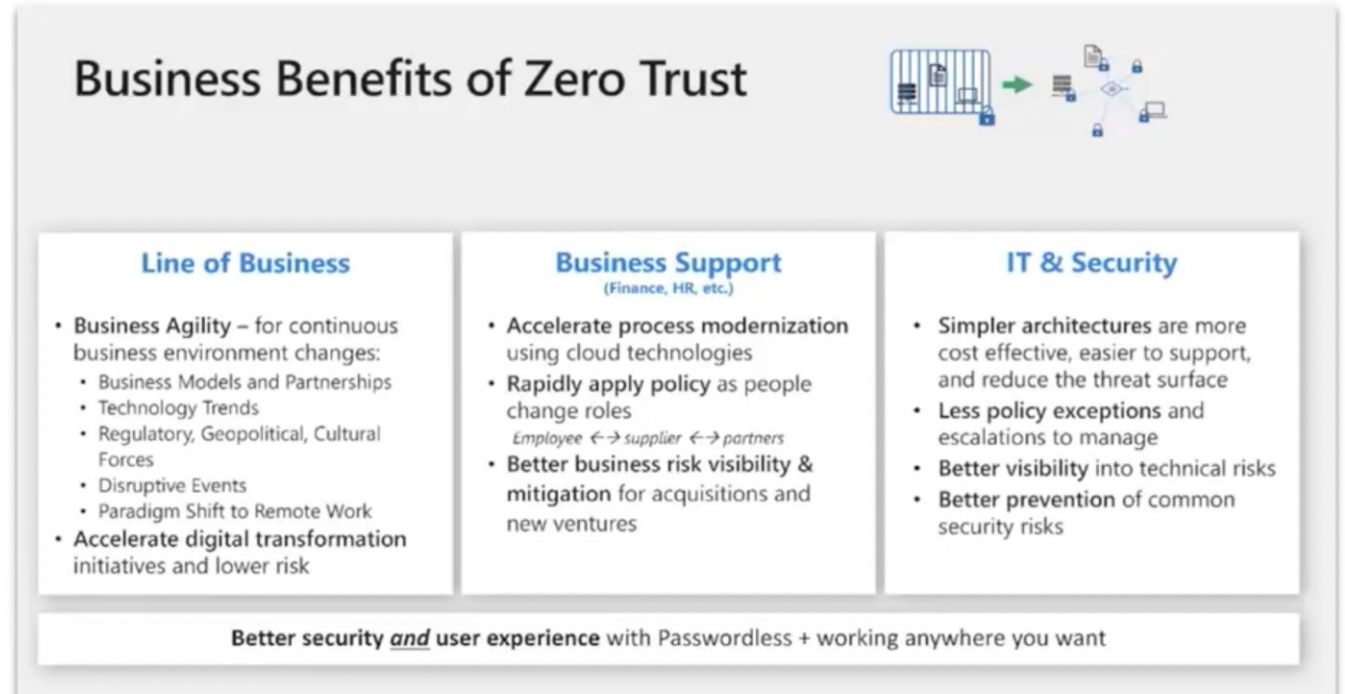 Business Benefits of Zero Trust
Line of Business
• Business Agility – for continuous
business environment changes:
• Business Models and Partnerships
• Technology Trends
• Regulatory, Geopolitical, Cultural
Forces
• Disruptive Events
• Paradigm Shift to Remote Work
• Accelerate digital transformation
initiatives and lower risk
Business Support
(Finance, HR, etc.)
• Accelerate process modernization
using cloud technologies
• Rapidly apply policy as people
change roles
Employee ←→ supplier ←→ partners
• Better business risk visibility &
mitigation for acquisitions and
new ventures
IT & Security
• Simpler architectures are more
cost effective, easier to support,
and reduce the threat surface
• Less policy exceptions and
escalations to manage
• Better visibility into technical risks
• Better prevention of common
security risks
Better security and user experience with Passwordless + working anywhere you want